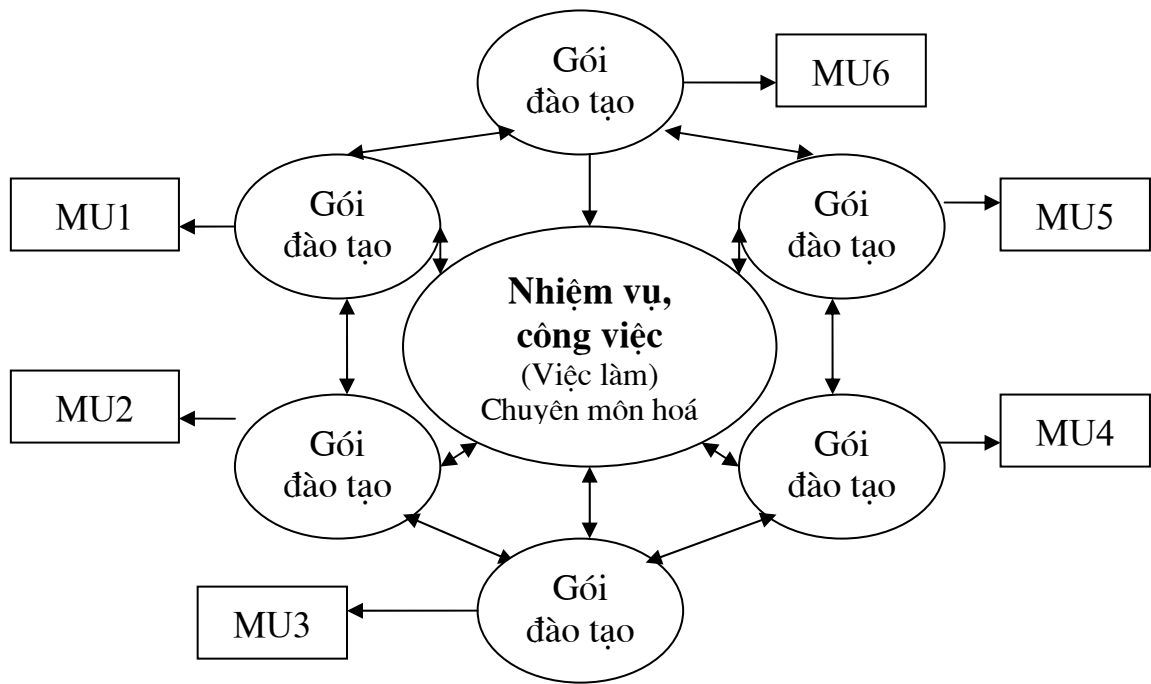 Gói
đào tạo
MU6
Gói
đào tạo
MU1
Gói
đào tạo
MU5
Nhiệm vụ,
công việc
(Việc làm)
Chuyên môn hoá
MU2
Gói
đào tạo
Gói
đào tạo
MU4
Gói
đào tạo
MU3